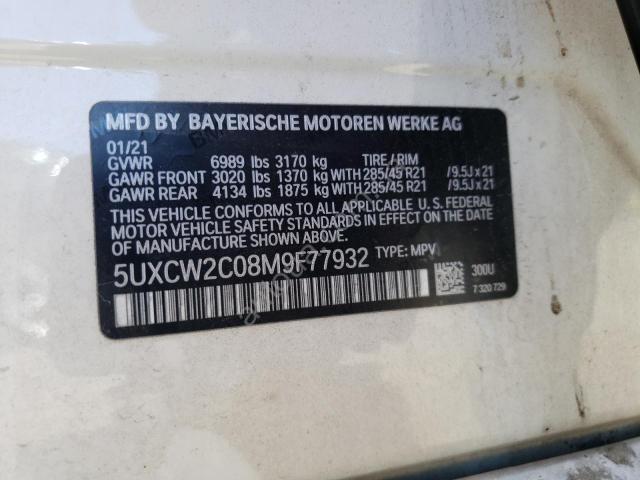 MFD BY BAYERISCHE MOTOREN WERKE AG
01/21
GVWR 6989 lbs 3170 kg TIRE/RIM
GAWR FRONT 3020 lbs 1370 kg WITH 285/45 R21 /9.5J x 21
GAWR REAR 4134 lbs 1875 kg WITH 285/45 R21 /9.5J x 21
THIS VEHICLE CONFORMS TO ALL APPLICABLE U. S. FEDERAL
MOTOR VEHICLE SAFETY STANDARDS IN EFFECT ON THE DATE
OF MANUFACTURE SHOWN ABOVE.
5UXCW2C08M9F77932 TYPE: MPV
300U
7 320 729